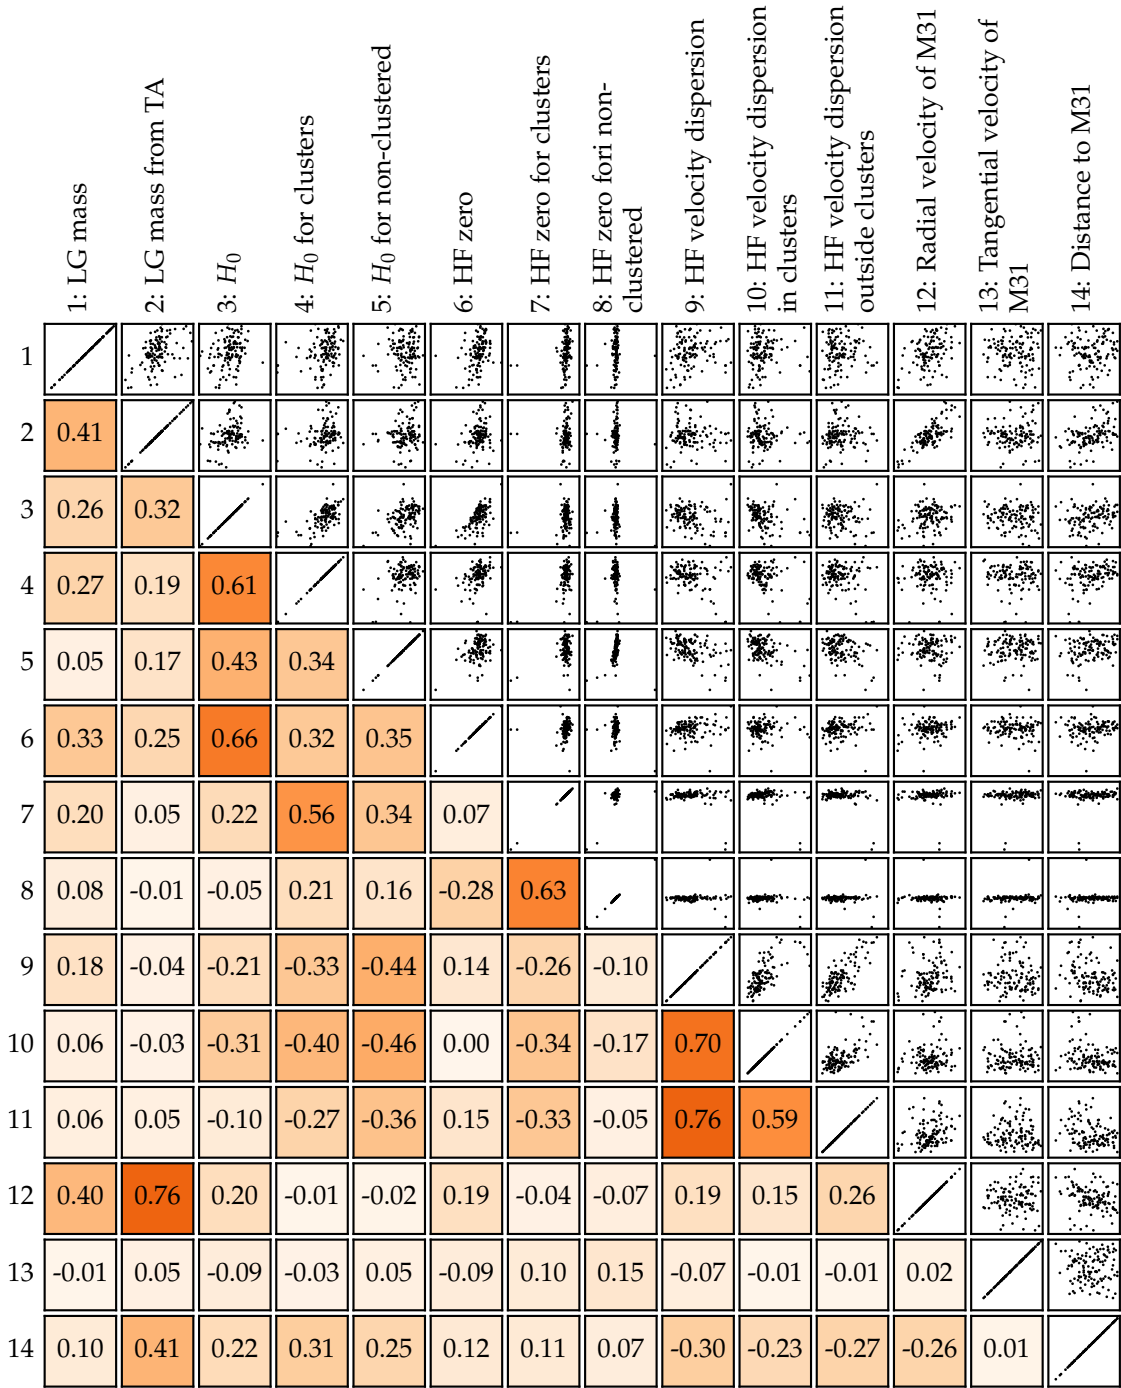 1: LG mass
2: LG mass from TA
3: H₀
4: H₀ for clusters
5: H₀ for non-clustered
6: HF zero
7: HF zero for clusters
8: HF zero fori non-
clustered
9: HF velocity dispersion
10: HF velocity dispersion
in clusters
11: HF velocity dispersion
outside clusters
12: Radial velocity of M31
13: Tangential velocity of
M31
14: Distance to M31
1
2 0.41
3 0.26 0.32
4 0.27 0.19 0.61
5 0.05 0.17 0.43 0.34
6 0.33 0.25 0.66 0.32 0.35
7 0.20 0.05 0.22 0.56 0.34 0.07
8 0.08 -0.01 -0.05 0.21 0.16 -0.28 0.63
9 0.18 -0.04 -0.21 -0.33 -0.44 0.14 -0.26 -0.10
10 0.06 -0.03 -0.31 -0.40 -0.46 0.00 -0.34 -0.17 0.70
11 0.06 0.05 -0.10 -0.27 -0.36 0.15 -0.33 -0.05 0.76 0.59
12 0.40 0.76 0.20 -0.01 -0.02 0.19 -0.04 -0.07 0.19 0.15 0.26
13 -0.01 0.05 -0.09 -0.03 0.05 -0.09 0.10 0.15 -0.07 -0.01 -0.01 0.02
14 0.10 0.41 0.22 0.31 0.25 0.12 0.11 0.07 -0.30 -0.23 -0.27 -0.26 0.01